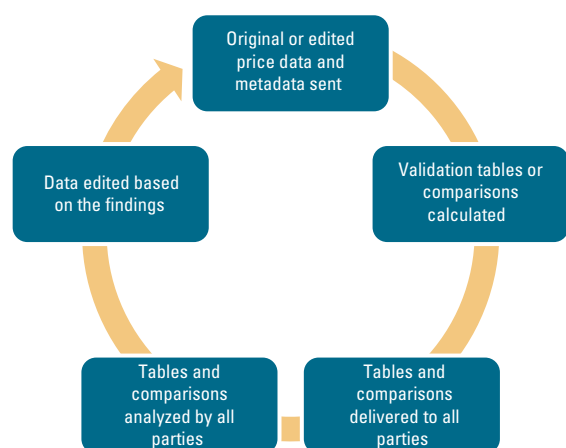 Original or edited
price data and
metadata sent
Validation tables or
comparisons
calculated
Tables and
comparisons
delivered to all
parties
Tables and
comparisons
analyzed by all
parties
Data edited based
on the findings